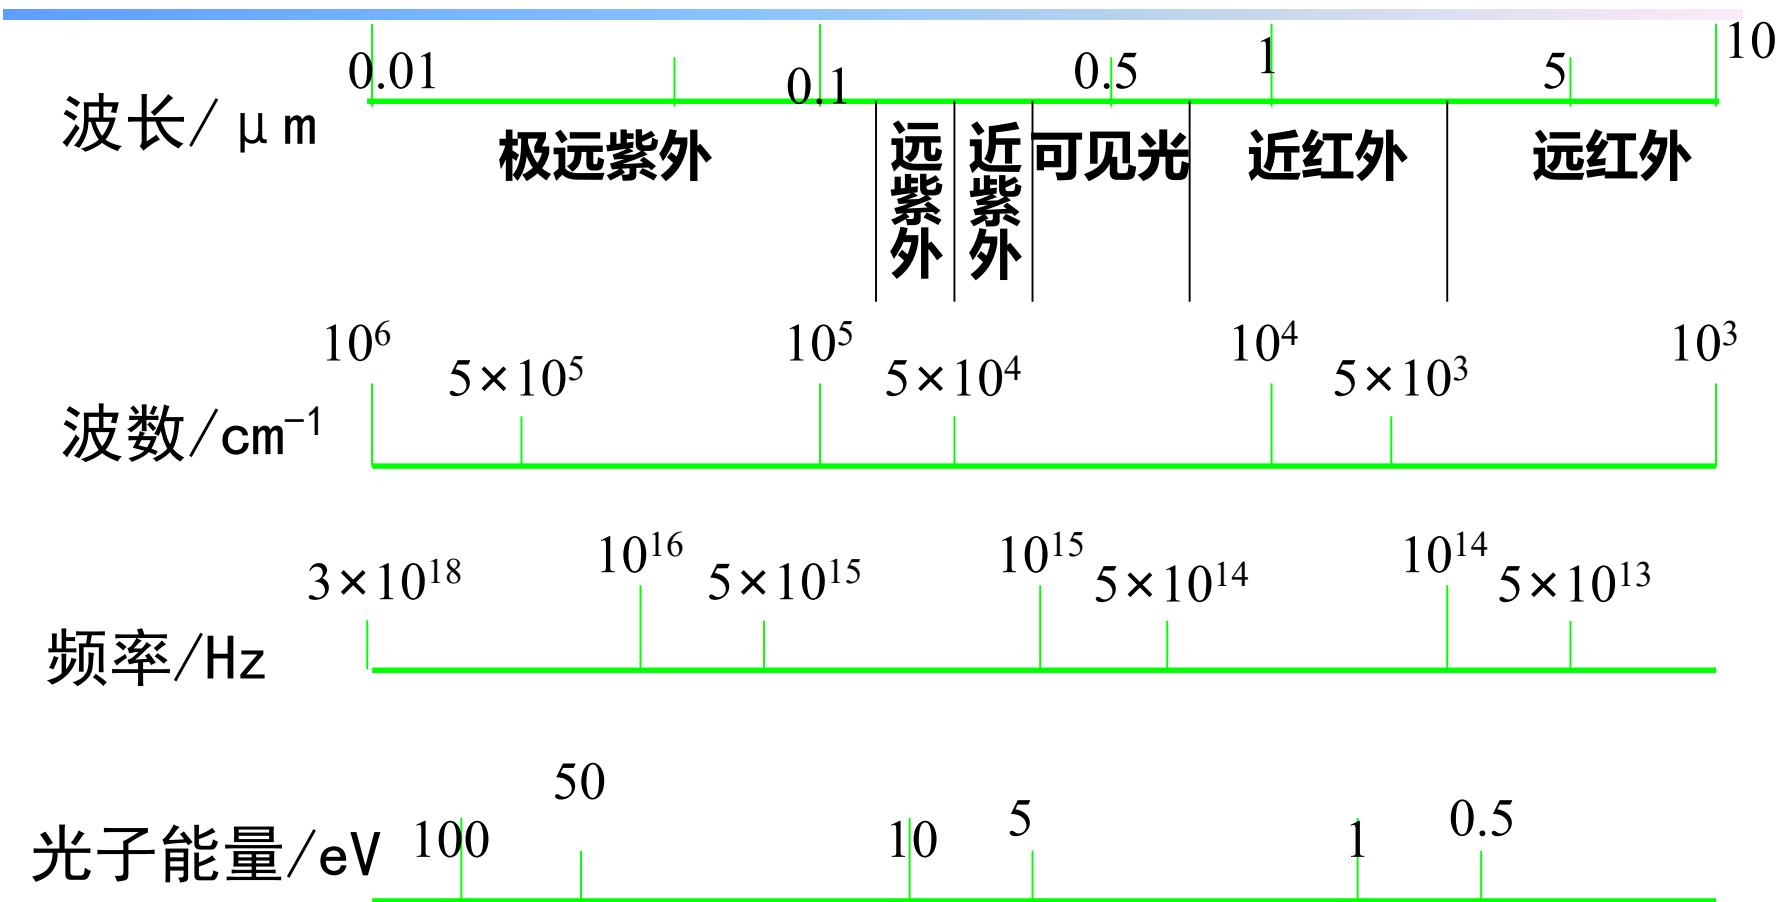 0.01 0.1 0.5 1 5 10
波长/μm
极远紫外 远紫外 近紫外 可见光 近红外 远红外
10⁶ 10⁵ 10⁴ 10³
5×10⁵ 5×10⁴ 5×10³
波数/cm⁻¹
10¹⁶ 10¹⁵ 10¹⁴
3×10¹⁸ 5×10¹⁵ 5×10¹⁴ 5×10¹³
频率/Hz
50
光子能量/eV 100 10 5 1 0.5